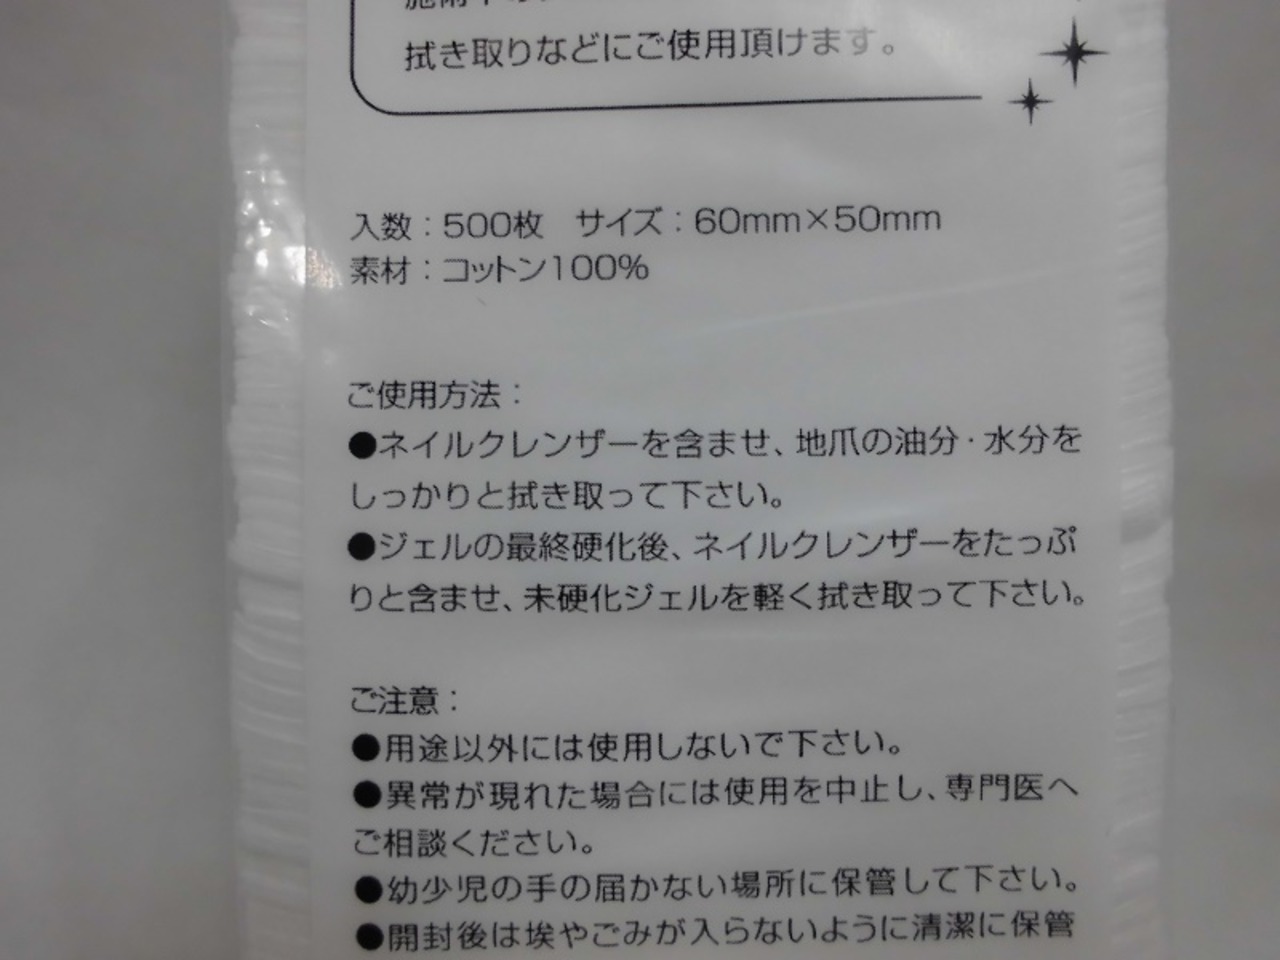 拭き取りなどにご使用頂けます。
入数：500枚　サイズ：60mm×50mm
素材：コットン100%
ご使用方法：
●ネイルクレンザーを含ませ、地爪の油分・水分を
しっかりと拭き取って下さい。
●ジェルの最終硬化後、ネイルクレンザーをたっぷ
りと含ませ、未硬化ジェルを軽く拭き取って下さい。
ご注意：
●用途以外には使用しないで下さい。
●異常が現れた場合には使用を中止し、専門医へ
ご相談ください。
●幼少児の手の届かない場所に保管して下さい。
●開封後は埃やごみが入らないように清潔に保管